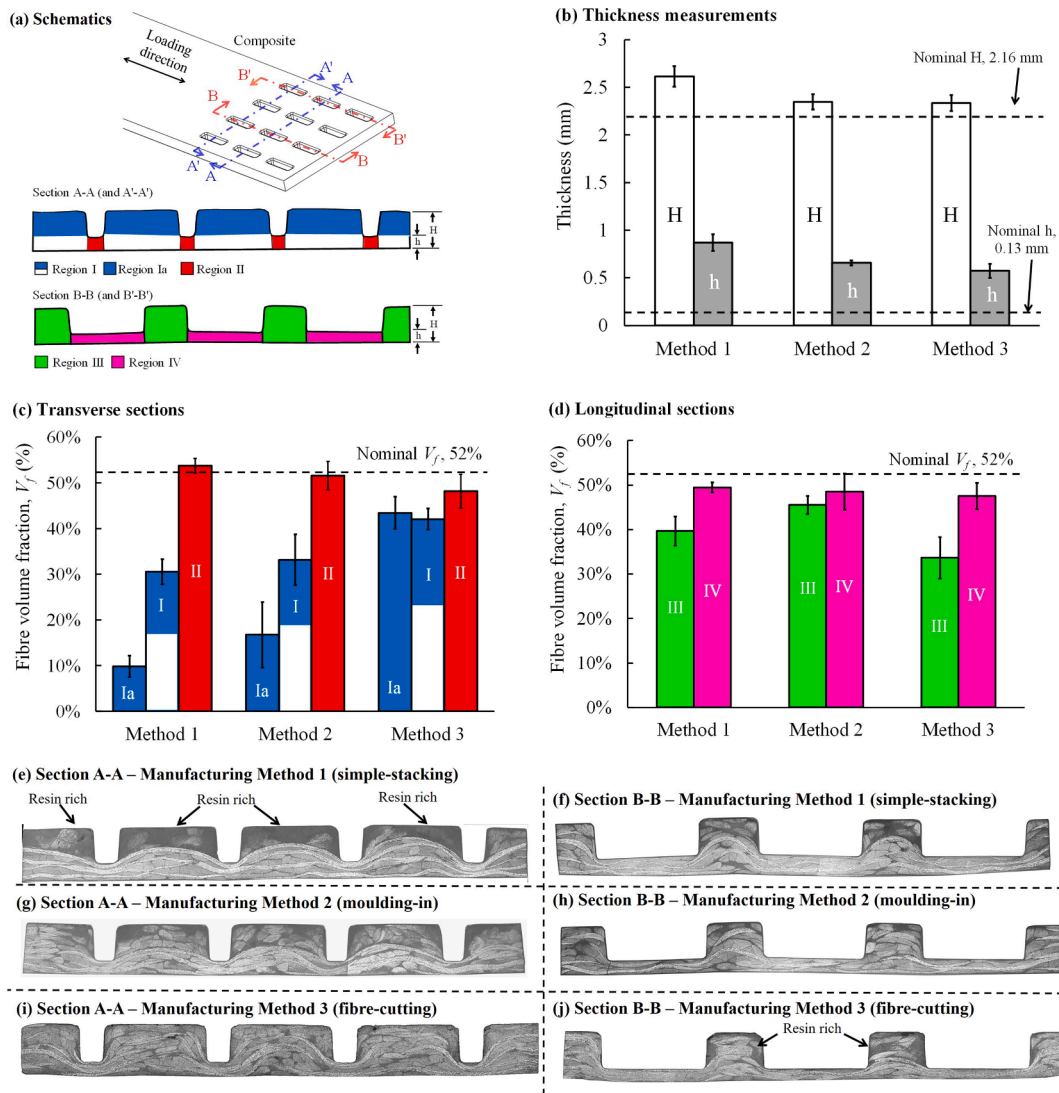 (a) Schematics
Composite
Loading
direction
A'
A
B'
B
B
B'
A'
A
Section A-A (and A'-A')
H
h
Region I
Region Ia
Region II
Section B-B (and B'-B')
H
h
Region III
Region IV
(b) Thickness measurements
Thickness (mm)
3
2.5
2
1.5
1
0.5
0
Nominal H, 2.16 mm
Nominal h,
0.13 mm
H
h
H
h
H
h
Method 1
Method 2
Method 3
(c) Transverse sections
Fibre volume fraction, Vf (%)
60%
50%
40%
30%
20%
10%
0%
Nominal Vf, 52%
Ia
I
II
Ia
I
II
Ia
I
II
Method 1
Method 2
Method 3
(d) Longitudinal sections
Fibre volume fraction, Vf (%)
60%
50%
40%
30%
20%
10%
0%
Nominal Vf, 52%
III
IV
III
IV
III
IV
Method 1
Method 2
Method 3
(e) Section A-A – Manufacturing Method 1 (simple-stacking)
Resin rich
Resin rich
Resin rich
(f) Section B-B – Manufacturing Method 1 (simple-stacking)
(g) Section A-A – Manufacturing Method 2 (moulding-in)
(h) Section B-B – Manufacturing Method 2 (moulding-in)
(i) Section A-A – Manufacturing Method 3 (fibre-cutting)
(j) Section B-B – Manufacturing Method 3 (fibre-cutting)
Resin rich